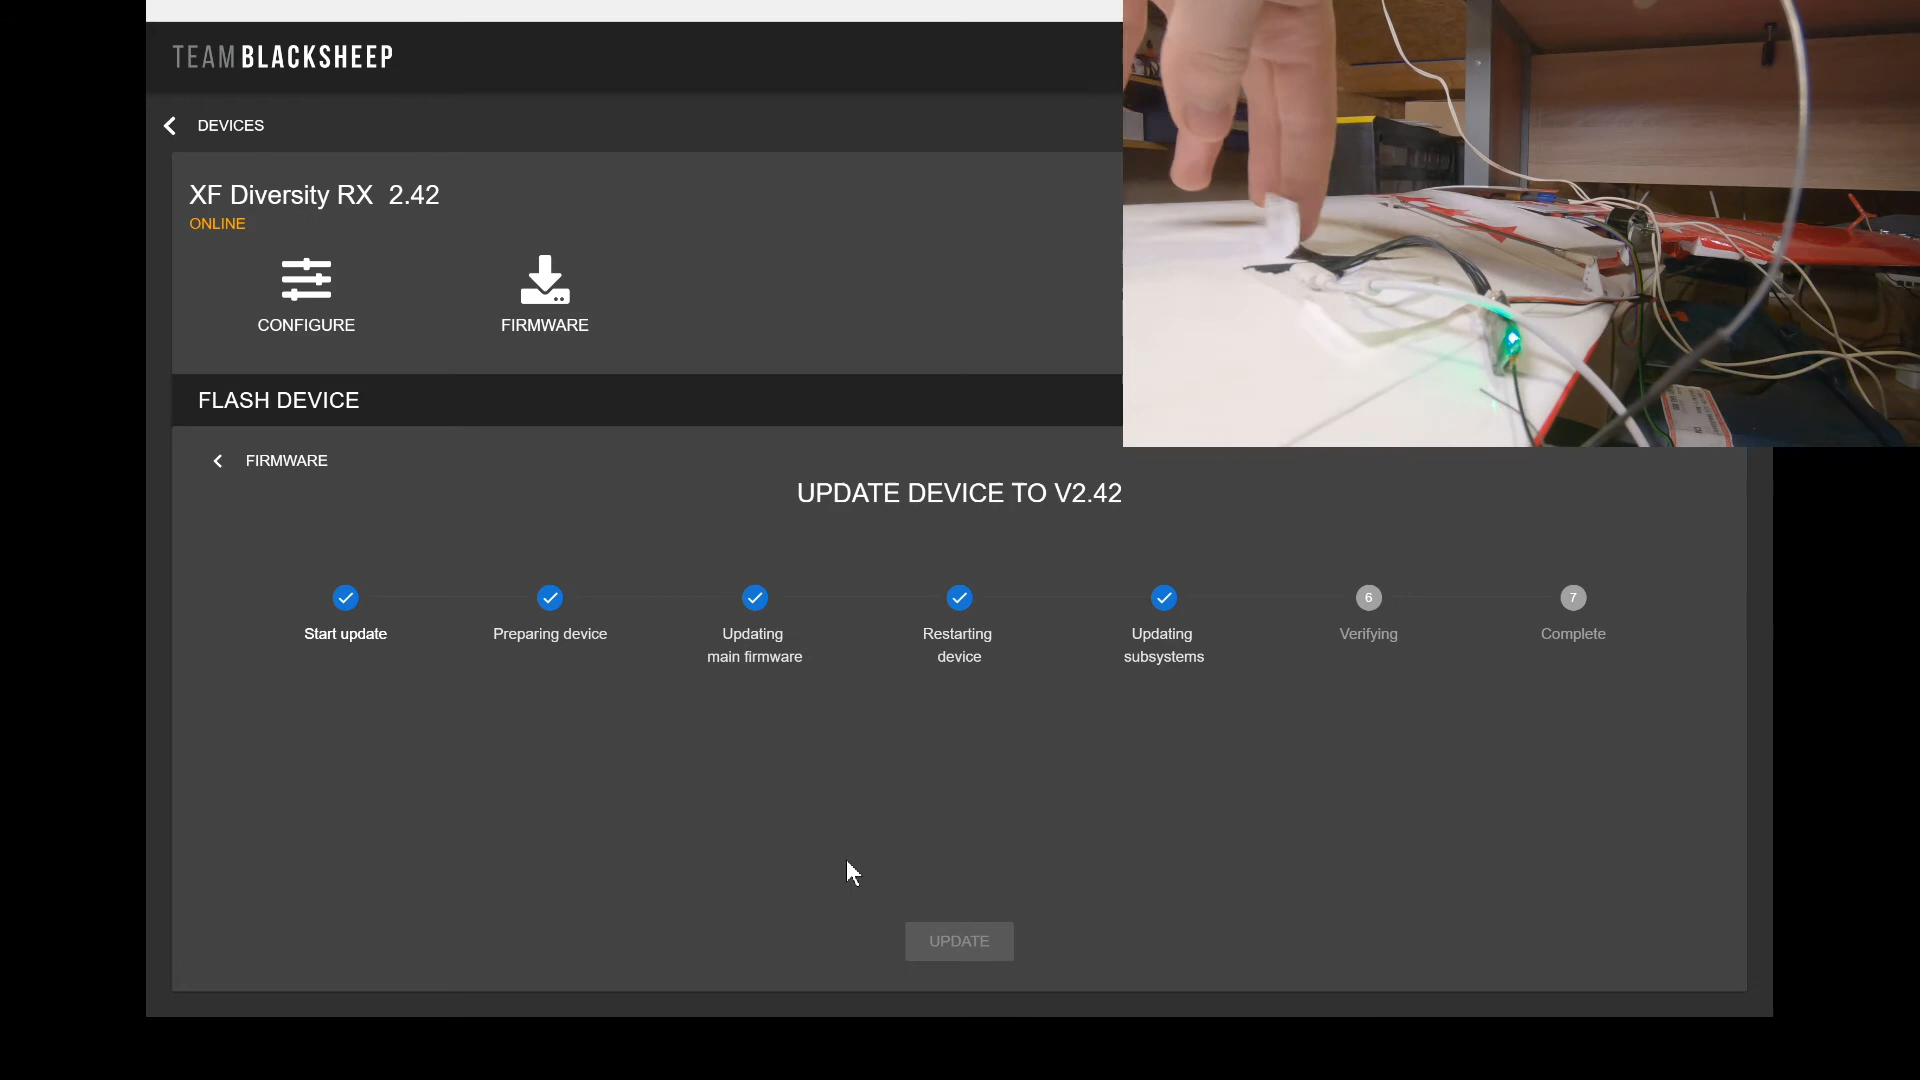 TEAM BLACKSHEEP
DEVICES
XF Diversity RX 2.42
ONLINE
CONFIGURE
FIRMWARE
FLASH DEVICE
FIRMWARE
UPDATE DEVICE TO V2.42
6
7
Start update
Preparing device
Updating
main firmware
Restarting
device
Updating
subsystems
Verifying
Complete
UPDATE